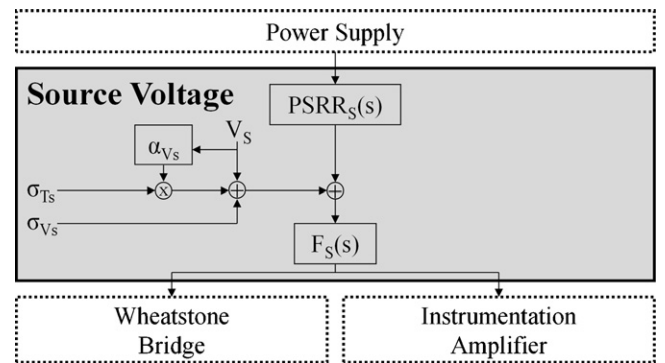 Power Supply
Source Voltage
PSRR_S(s)
V_S
α_Vs
σ_Ts
x
+
+
σ_Vs
F_S(s)
Wheatstone
Bridge
Instrumentation
Amplifier